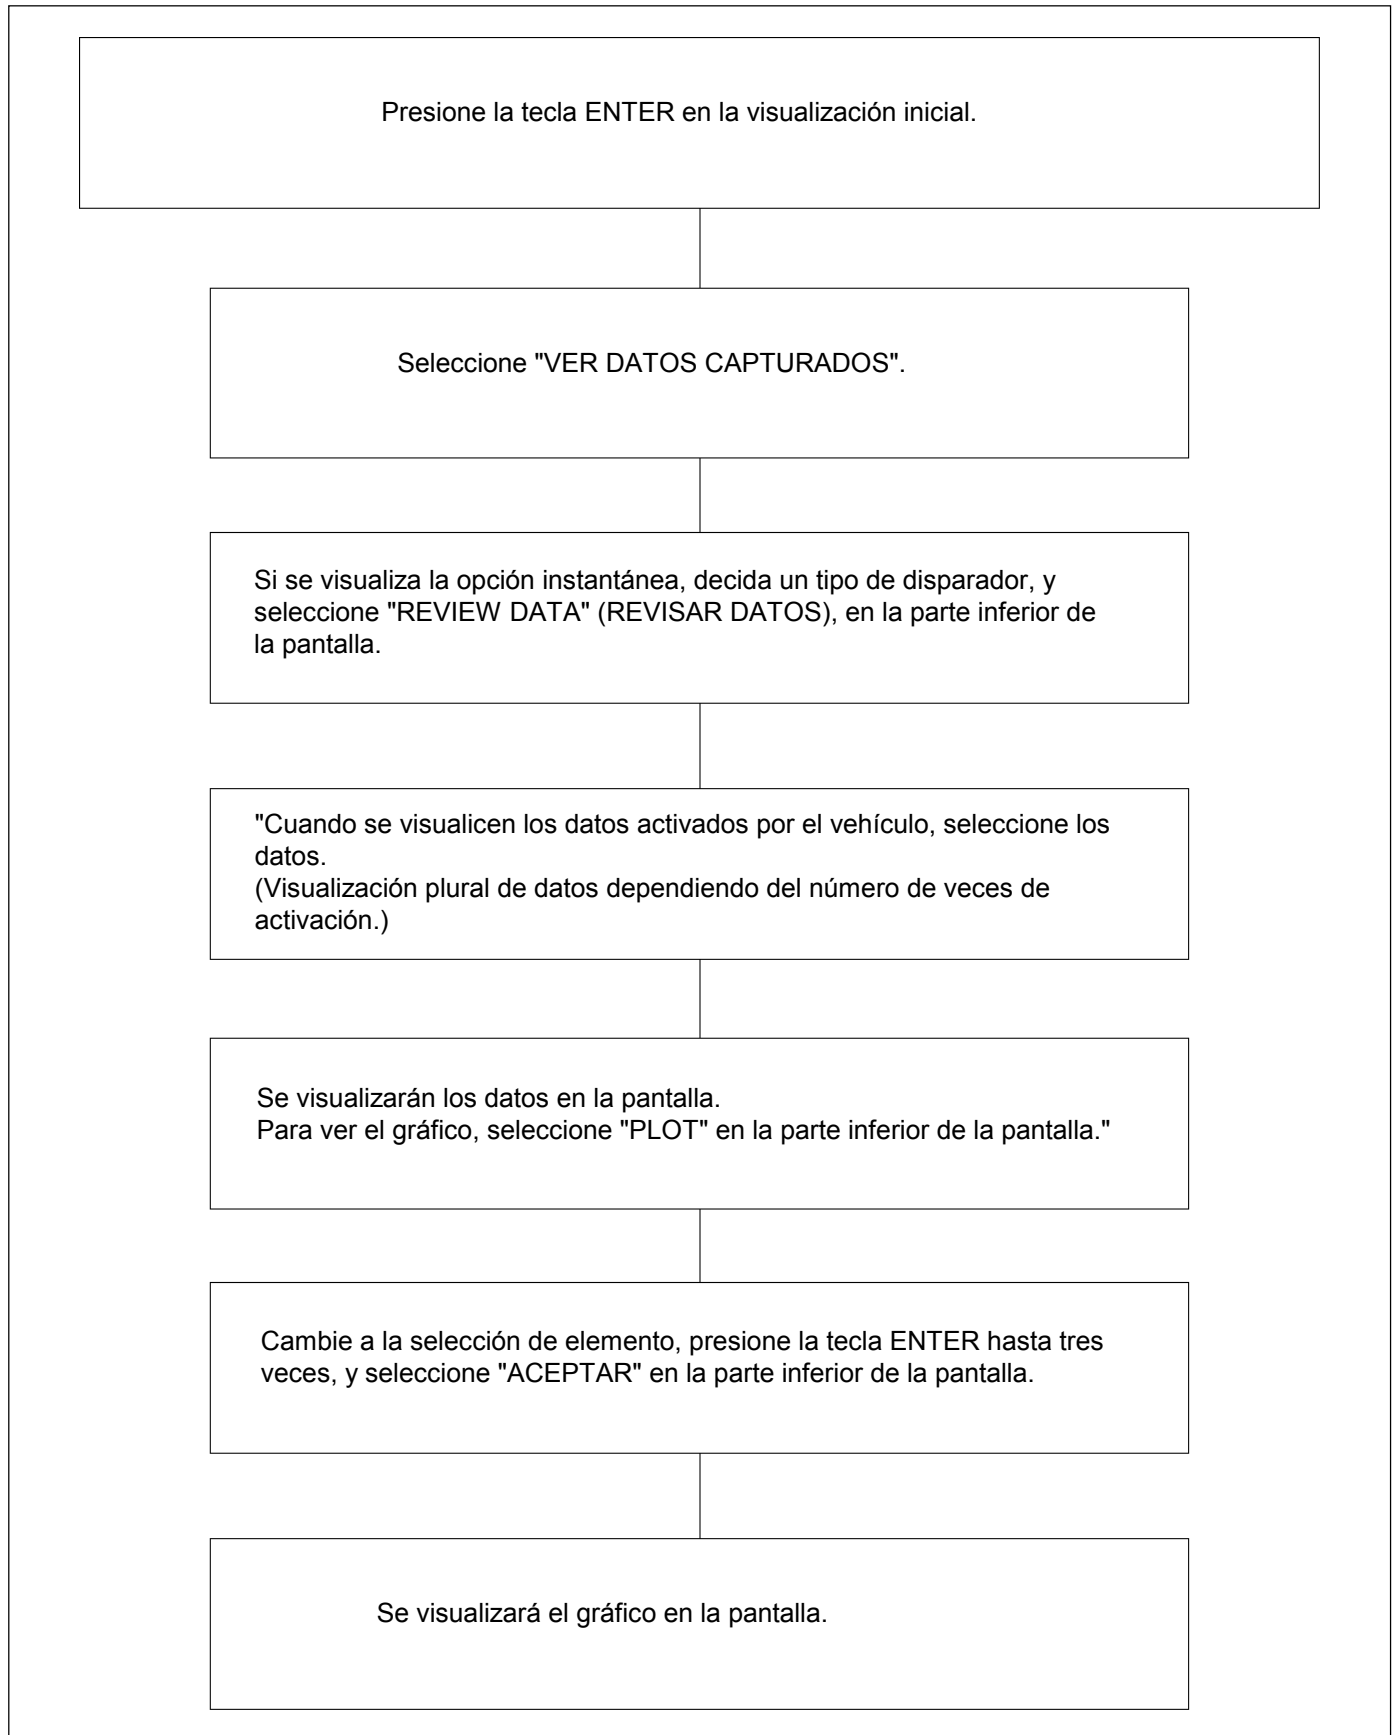 Presione la tecla ENTER en la visualización inicial.
Seleccione "VER DATOS CAPTURADOS".
Si se visualiza la opción instantánea, decida un tipo de disparador, y
seleccione "REVIEW DATA" (REVISAR DATOS), en la parte inferior de
la pantalla.
"Cuando se visualicen los datos activados por el vehículo, seleccione los
datos.
(Visualización plural de datos dependiendo del número de veces de
activación.)
Se visualizarán los datos en la pantalla.
Para ver el gráfico, seleccione "PLOT" en la parte inferior de la pantalla."
Cambie a la selección de elemento, presione la tecla ENTER hasta tres
veces, y seleccione "ACEPTAR" en la parte inferior de la pantalla.
Se visualizará el gráfico en la pantalla.